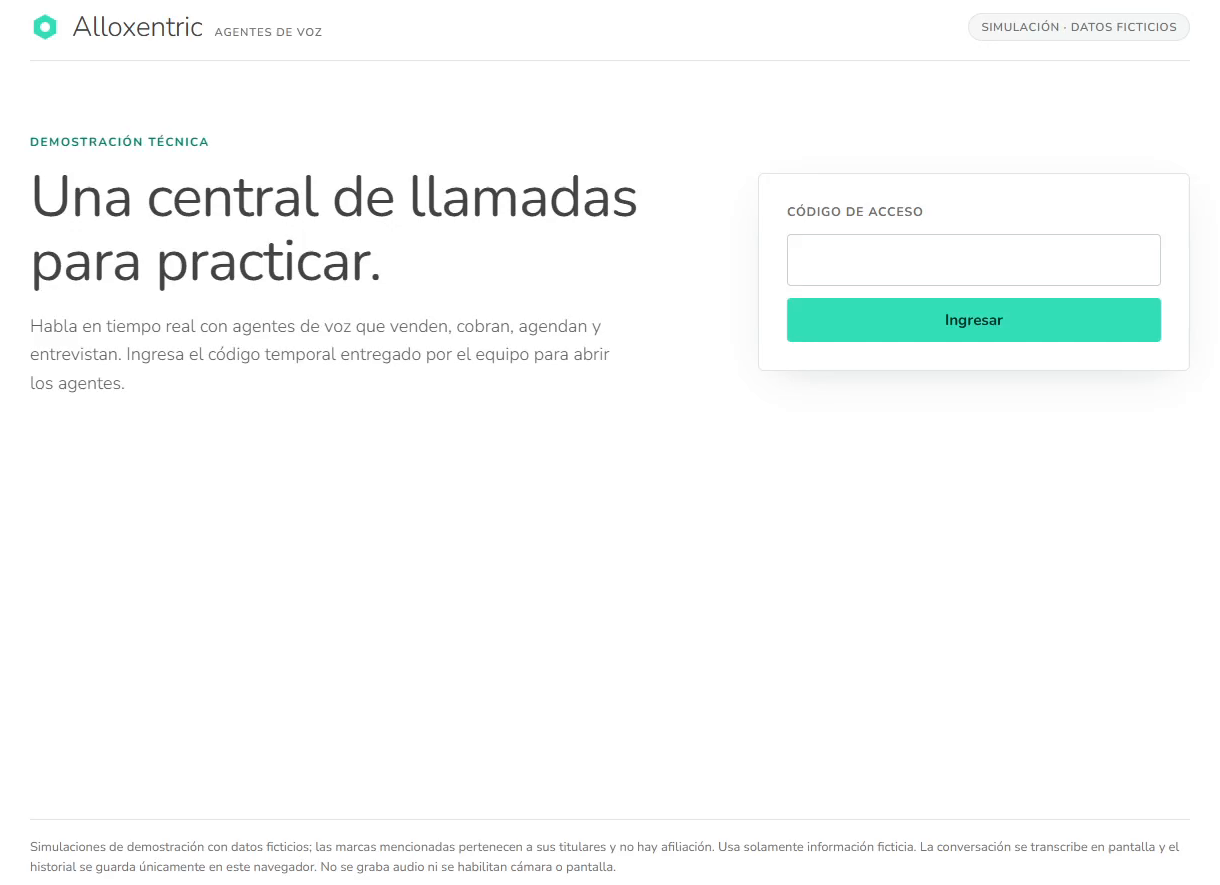 Alloxentric AGENTES DE VOZ
SIMULACIÓN · DATOS FICTICIOS
DEMOSTRACIÓN TÉCNICA
Una central de llamadas
para practicar.
Habla en tiempo real con agentes de voz que venden, cobran, agendan y
entrevistan. Ingresa el código temporal entregado por el equipo para abrir
los agentes.
CÓDIGO DE ACCESO
Ingresar
Simulaciones de demostración con datos ficticios; las marcas mencionadas pertenecen a sus titulares y no hay afiliación. Usa solamente información ficticia. La conversación se transcribe en pantalla y el
historial se guarda únicamente en este navegador. No se graba audio ni se habilitan cámara o pantalla.